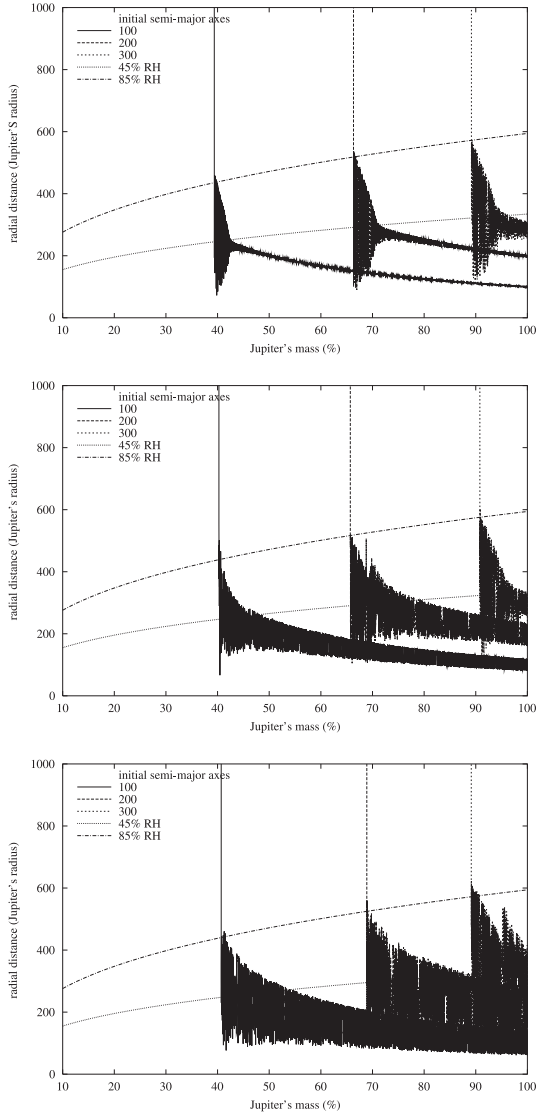 1000
800
600
400
200
0
radial distance (Jupiter'S radius)
initial semi-major axes
100
200
300
45% RH
85% RH
10 20 30 40 50 60 70 80 90 100
Jupiter's mass (%)
1000
800
600
400
200
0
radial distance (Jupiter's radius)
initial semi-major axes
100
200
300
45% RH
85% RH
10 20 30 40 50 60 70 80 90 100
Jupiter's mass (%)
1000
800
600
400
200
0
radial distance (Jupiter's radius)
initial semi-major axes
100
200
300
45% RH
85% RH
10 20 30 40 50 60 70 80 90 100
Jupiter's mass (%)